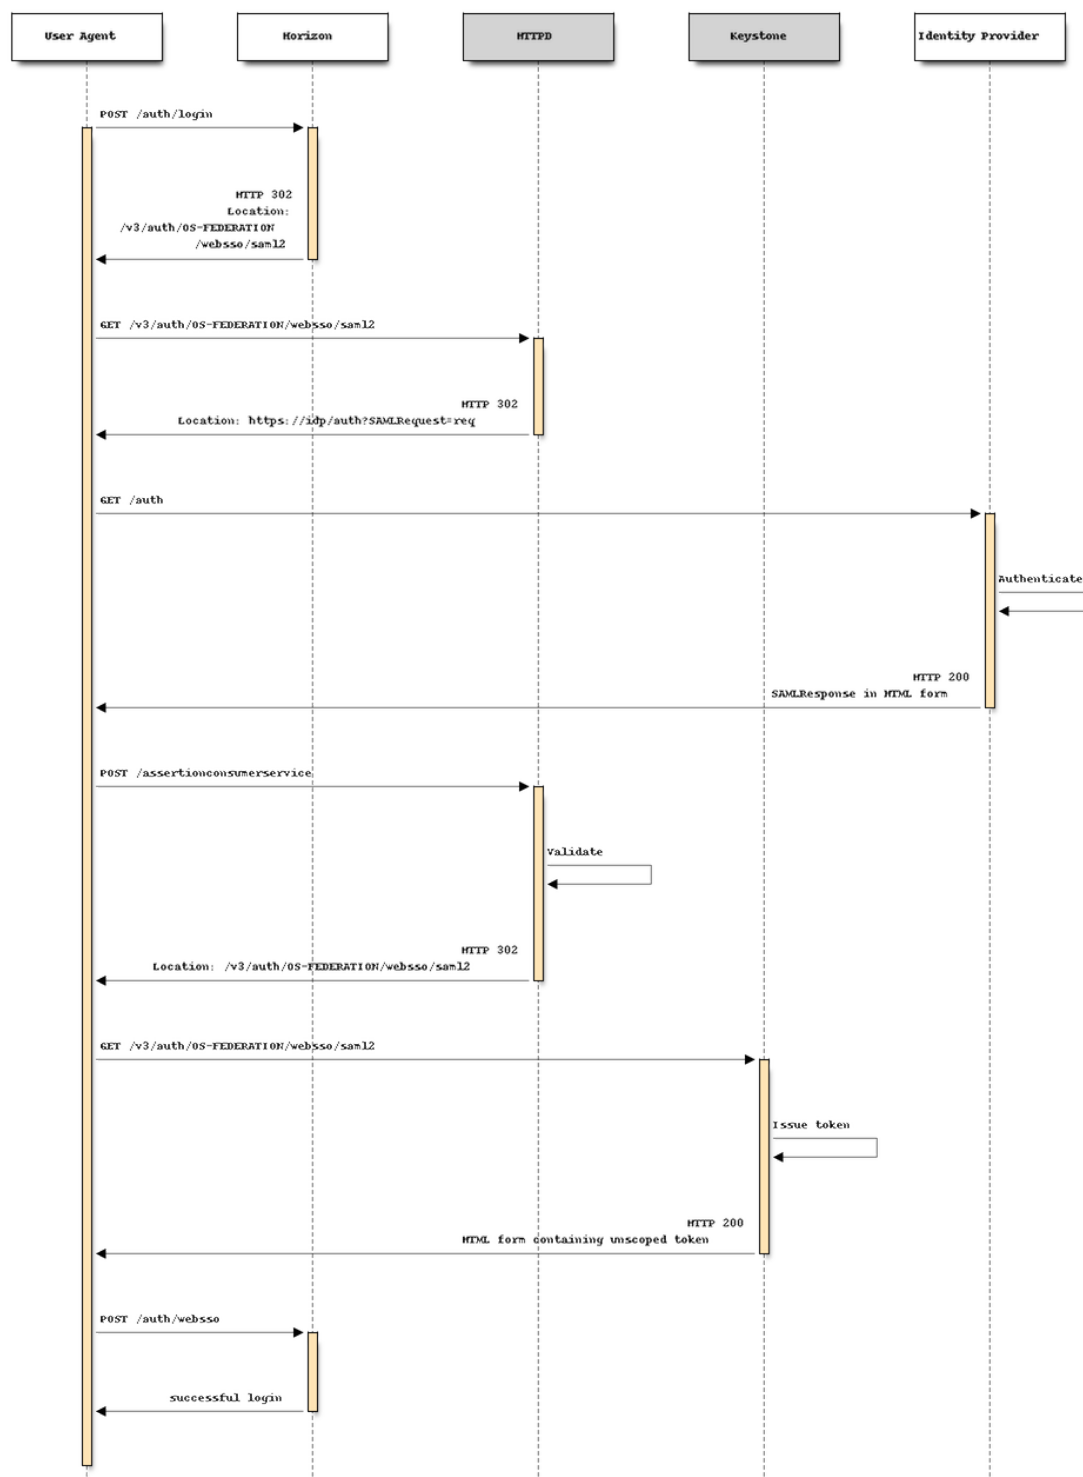 User Agent
Horizon
HTTPD
Keystone
Identity Provider
POST /auth/login
HTTP 302
Location:
/v3/auth/OS-FEDERATION
/websso/saml2
GET /v3/auth/OS-FEDERATION/websso/saml2
HTTP 302
Location: https://idp/auth?SAMLRequest=req
GET /auth
Authenticate
HTTP 200
SAMLResponse in HTML form
POST /assertionconsumerservice
Validate
HTTP 302
Location: /v3/auth/OS-FEDERATION/websso/saml2
GET /v3/auth/OS-FEDERATION/websso/saml2
Issue token
HTTP 200
HTML form containing unscoped token
POST /auth/websso
successful login